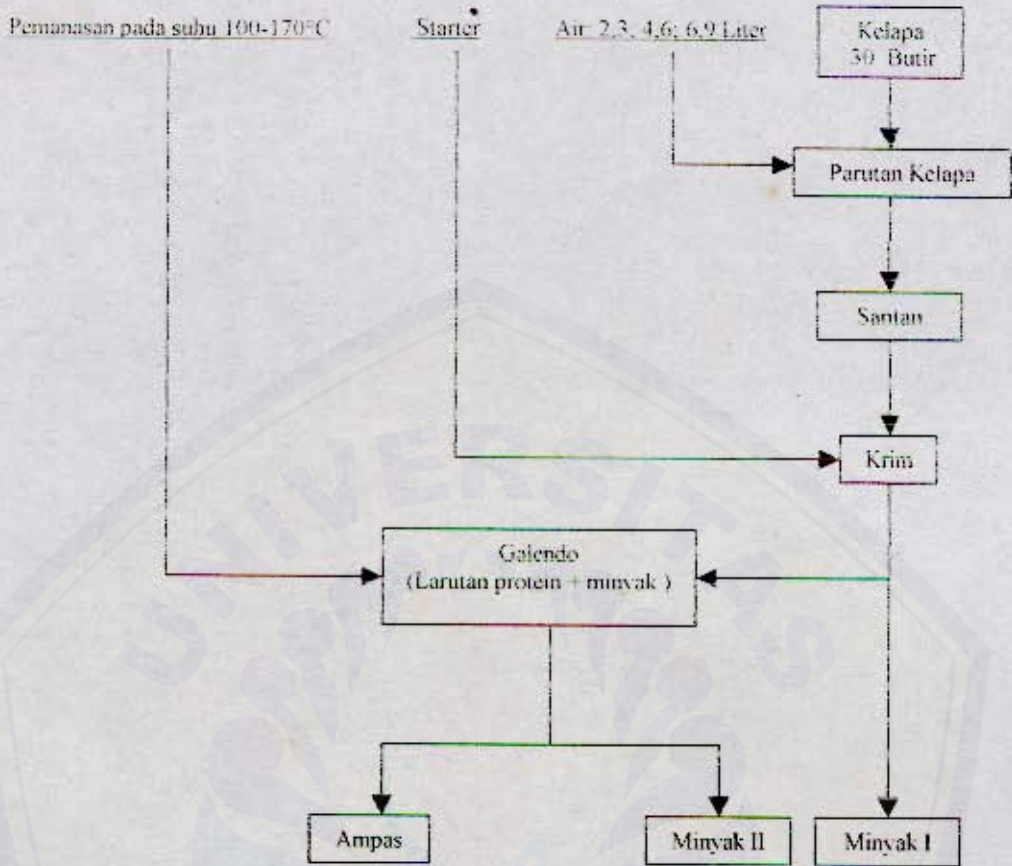 Pemanasan pada suhu 100-170°C
Starter
Air: 2,3; 4,6; 6,9 Liter
Kelapa
30 Butir
Parutan Kelapa
Santan
Krim
Galendo
(Larutan protein + minyak )
Ampas
Minyak II
Minyak I
UNIVERSITAS